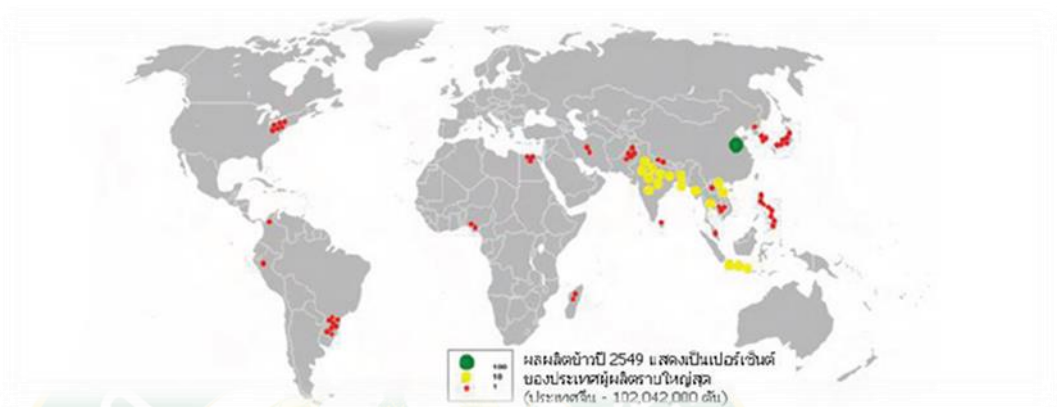 100
10
1
ผลผลิตข้าวปี 2549 แสดงเป็นเปอร์เซ็นต์
ของประเทศผู้ผลิตรายใหญ่สุด
(ประเทศจีน - 182,042,000 ตัน)